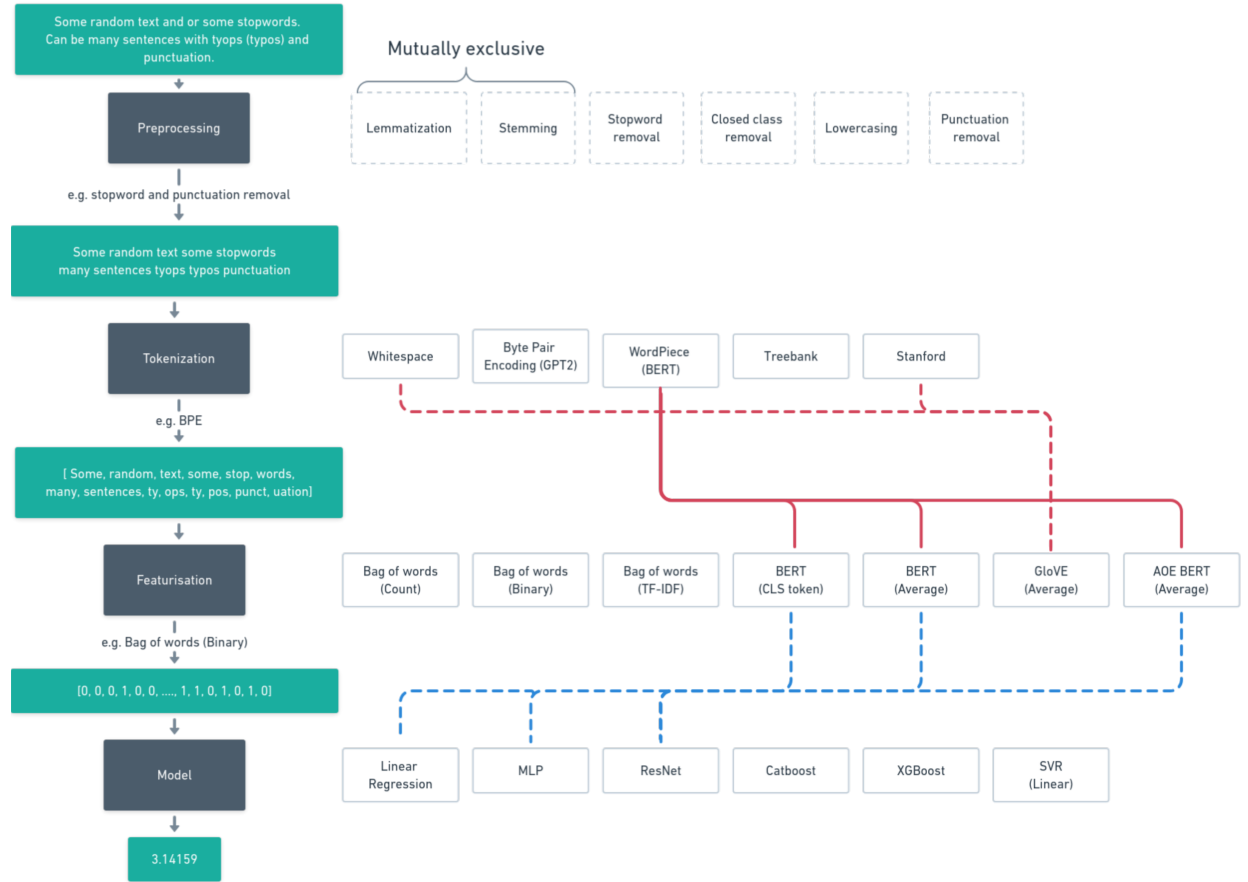 Some random text and or some stopwords.
Can be many sentences with tyops (typos) and
punctuation.
Mutually exclusive
Preprocessing
Lemmatization
Stemming
Stopword
removal
Closed class
removal
Lowercasing
Punctuation
removal
e.g. stopword and punctuation removal
Some random text some stopwords
many sentences tyops typos punctuation
Tokenization
Whitespace
Byte Pair
Encoding (GPT2)
WordPiece
(BERT)
Treebank
Stanford
e.g. BPE
[ Some, random, text, some, stop, words,
many, sentences, ty, ops, ty, pos, punct, uation]
Featurisation
Bag of words
(Count)
Bag of words
(Binary)
Bag of words
(TF-IDF)
BERT
(CLS token)
BERT
(Average)
GloVE
(Average)
AOE BERT
(Average)
e.g. Bag of words (Binary)
[0, 0, 0, 1, 0, 0, ...., 1, 1, 0, 1, 0, 1, 0]
Model
Linear
Regression
MLP
ResNet
Catboost
XGBoost
SVR
(Linear)
3.14159